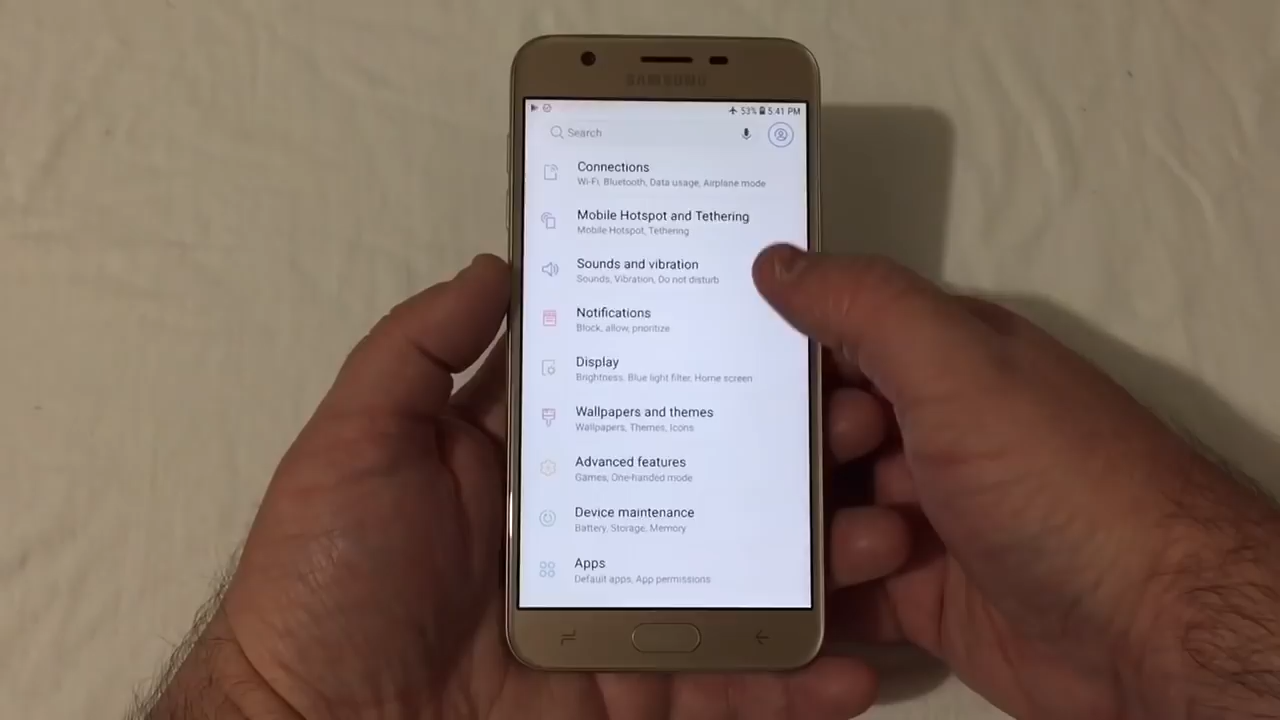 SAMSUNG
53% 5:41 PM
Search
Connections
Wi-Fi, Bluetooth, Data usage, Airplane mode
Mobile Hotspot and Tethering
Mobile Hotspot, Tethering
Sounds and vibration
Sounds, Vibration, Do not disturb
Notifications
Block, allow, prioritize
Display
Brightness, Blue light filter, Home screen
Wallpapers and themes
Wallpapers, Themes, Icons
Advanced features
Games, One-handed mode
Device maintenance
Battery, Storage, Memory
Apps
Default apps, App permissions